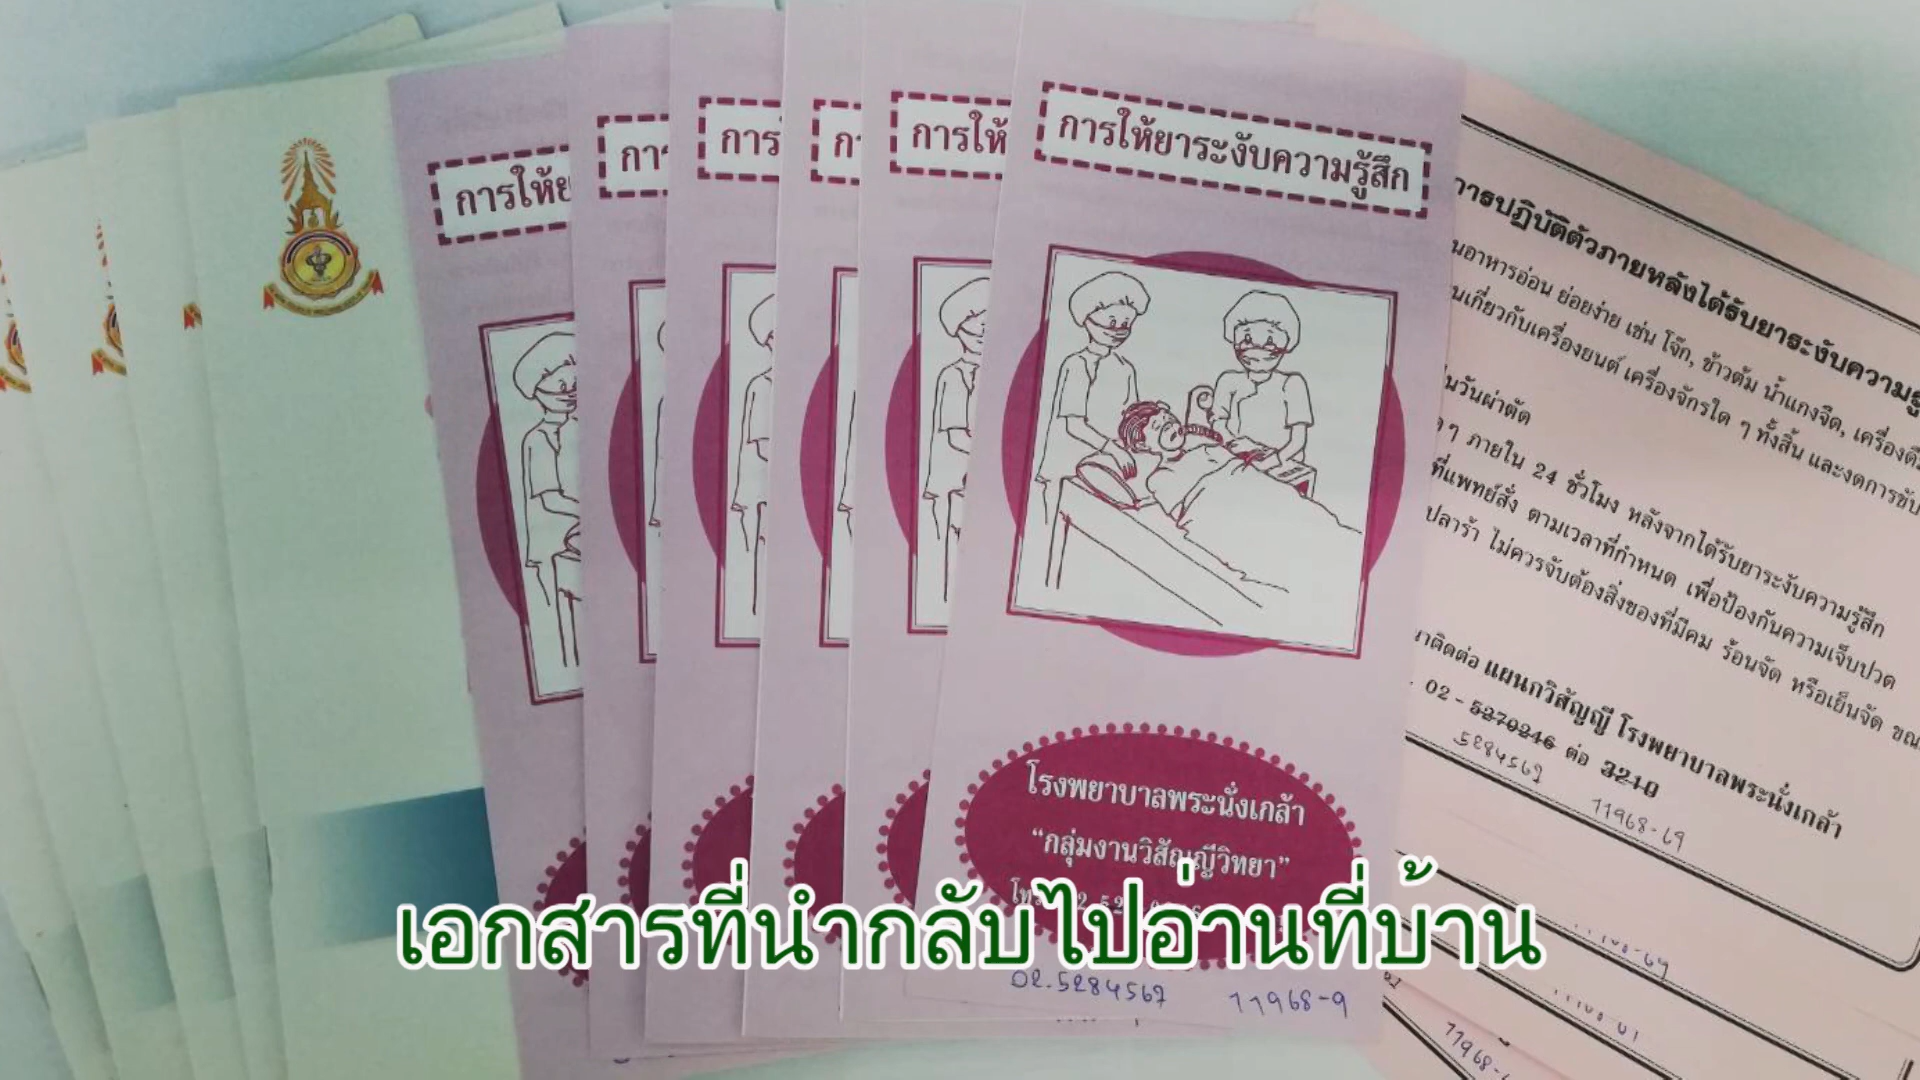 การให้ย
กา
การ
ก
การให้
การให้ยาระงับความรู้สึก
โรงพยาบาลพระนั่งเกล้า
“กลุ่มงานวิสัญญีวิทยา”
02.5284567 11968-9
การปฏิบัติตัวภายหลังได้รับยาระงับความรู้
อาหารอ่อน ย่อยง่าย เช่น โจ๊ก, ข้าวต้ม น้ำแกงจืด, เครื่องดื่
เกี่ยวกับเครื่องยนต์ เครื่องจักรใด ๆ ทั้งสิ้น และงดการขับ
วันผ่าตัด
ๆ ภายใน 24 ชั่วโมง หลังจากได้รับยาระงับความรู้สึก
ที่แพทย์สั่ง ตามเวลาที่กำหนด เพื่อป้องกันความเจ็บปวด
ปลาร้า ไม่ควรจับต้องสิ่งของที่มีคม ร้อนจัด หรือเย็นจัด ขณ
ติดต่อ แผนกวิสัญญี โรงพยาบาลพระนั่งเกล้า
02 - 5270246 ต่อ 3210
5284567 11968-69
เอกสารที่นำกลับไปอ่านที่บ้าน